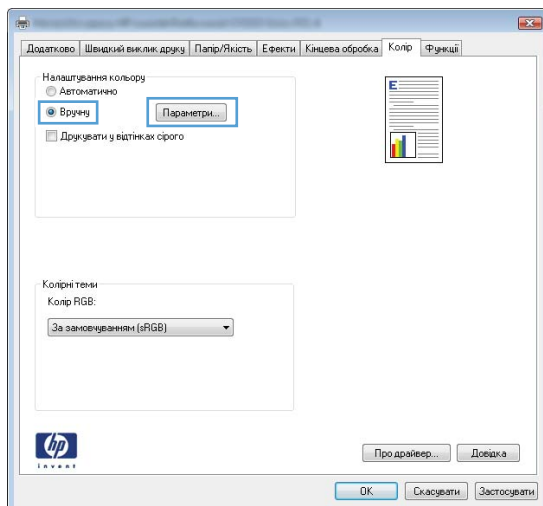 Додатково Швидкий виклик друку Папір/Якість Ефекти Кінцева обробка Колір Функції
Налаштування кольору
Автоматично
Вручну Параметри...
Друкувати у відтінках сірого
E
Колірні теми
Колір RGB:
За замовчуванням (sRGB)
hp
invent
Про драйвер... Довідка
OK Скасувати Застосувати